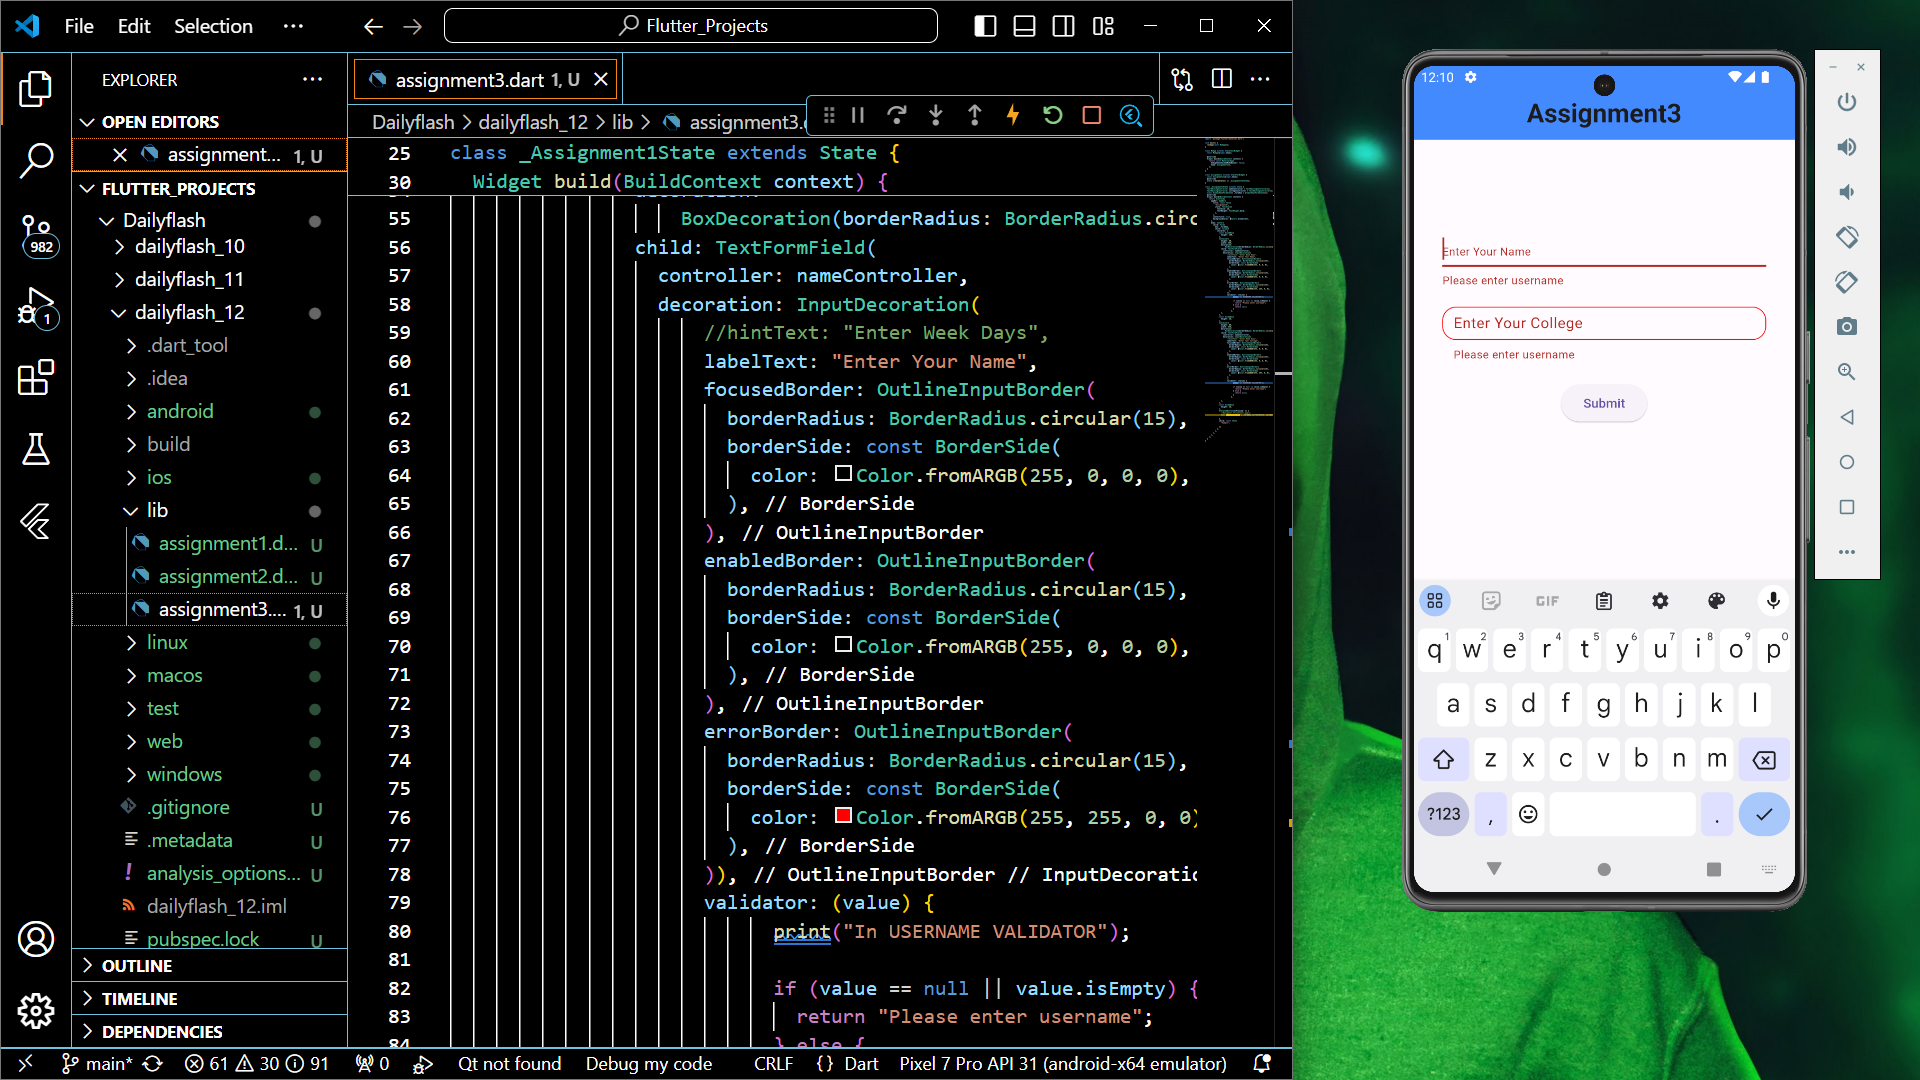 File Edit Selection ··· Flutter_Projects
EXPLORER ···
OPEN EDITORS
assignment... 1, U
FLUTTER_PROJECTS
Dailyflash
dailyflash_10
dailyflash_11
dailyflash_12
.dart_tool
.idea
android
build
ios
lib
assignment1.d... U
assignment2.d... U
assignment3.... 1, U
linux
macos
test
web
windows
.gitignore U
.metadata U
analysis_options... U
dailyflash_12.iml
pubspec.lock U
OUTLINE
TIMELINE
DEPENDENCIES
982
1
assignment3.dart 1, U
Dailyflash > dailyflash_12 > lib > assignment3.
25 class _Assignment1State extends State {
30 Widget build(BuildContext context) {
55 BoxDecoration(borderRadius: BorderRadius.circ
56 child: TextFormField(
57 controller: nameController,
58 decoration: InputDecoration(
59 //hintText: "Enter Week Days",
60 labelText: "Enter Your Name",
61 focusedBorder: OutlineInputBorder(
62 borderRadius: BorderRadius.circular(15),
63 borderSide: const BorderSide(
64 color: Color.fromARGB(255, 0, 0, 0),
65 ), // BorderSide
66 ), // OutlineInputBorder
67 enabledBorder: OutlineInputBorder(
68 borderRadius: BorderRadius.circular(15),
69 borderSide: const BorderSide(
70 color: Color.fromARGB(255, 0, 0, 0),
71 ), // BorderSide
72 ), // OutlineInputBorder
73 errorBorder: OutlineInputBorder(
74 borderRadius: BorderRadius.circular(15),
75 borderSide: const BorderSide(
76 color: Color.fromARGB(255, 255, 0, 0)
77 ), // BorderSide
78 )), // OutlineInputBorder // InputDecoratio
79 validator: (value) {
80 print("In USERNAME VALIDATOR");
81
82 if (value == null || value.isEmpty) {
83 return "Please enter username";
84 } else {
main* 61 30 91 0 Qt not found Debug my code CRLF {} Dart Pixel 7 Pro API 31 (android-x64 emulator)
12:10
Assignment3
Enter Your Name
Please enter username
Enter Your College
Please enter username
Submit
GIF
q1 w2 e3 r4 t5 y6 u7 i8 o9 p0
a s d f g h j k l
z x c v b n m
?123 , .